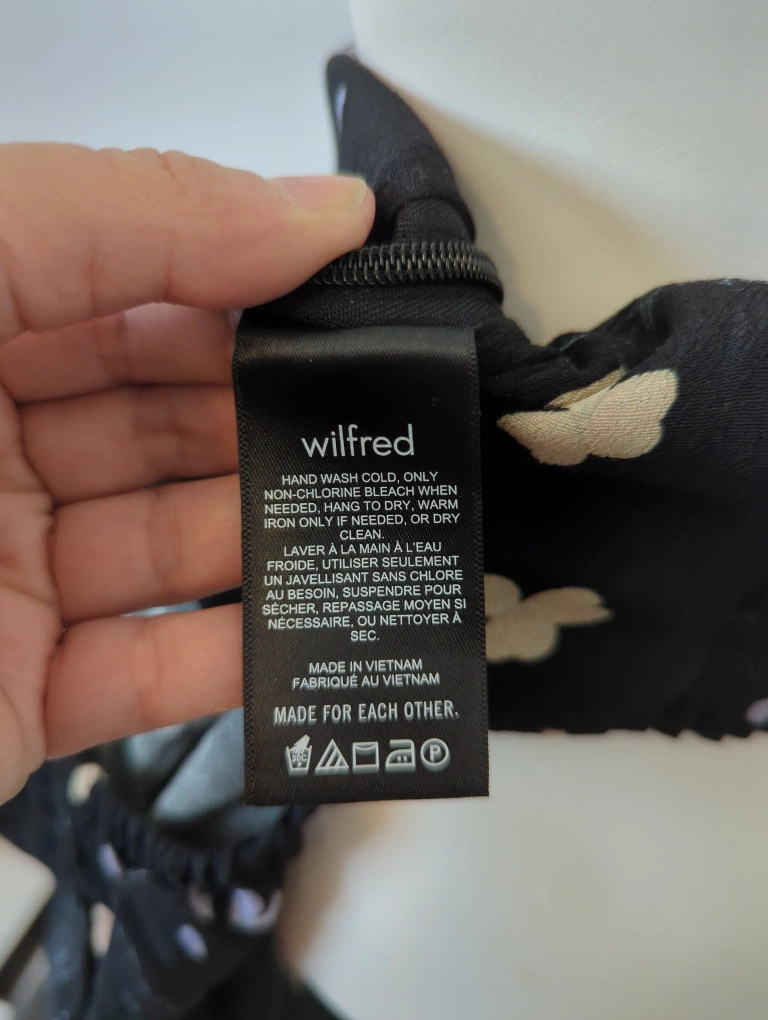 wilfred
HAND WASH COLD, ONLY
NON-CHLORINE BLEACH WHEN
NEEDED, HANG TO DRY, WARM
IRON ONLY IF NEEDED, OR DRY
CLEAN.
LAVER À LA MAIN À L'EAU
FROIDE, UTILISER SEULEMENT
UN JAVELLISANT SANS CHLORE
AU BESOIN, SUSPENDRE POUR
SÉCHER, REPASSAGE MOYEN SI
NÉCESSAIRE, OU NETTOYER À
SEC.
MADE IN VIETNAM
FABRIQUÉ AU VIETNAM
MADE FOR EACH OTHER.
30C P